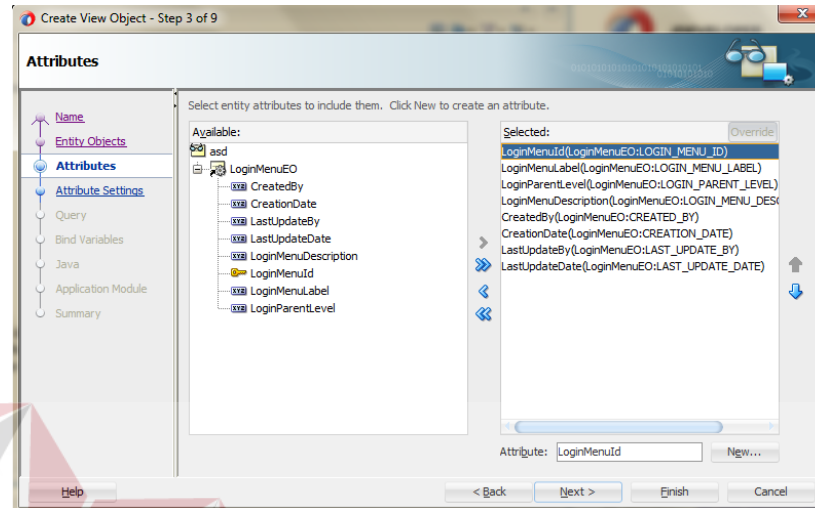 Create View Object - Step 3 of 9
Attributes
Name
Entity Objects
Attributes
Attribute Settings
Query
Bind Variables
Java
Application Module
Summary
Select entity attributes to include them. Click New to create an attribute.
Available:
asd
LoginMenuEO
CreatedBy
CreationDate
LastUpdateBy
LastUpdateDate
LoginMenuDescription
LoginMenuId
LoginMenuLabel
LoginParentLevel
Selected:
Override
LoginMenuId(LoginMenuEO:LOGIN_MENU_ID)
LoginMenuLabel(LoginMenuEO:LOGIN_MENU_LABEL)
LoginParentLevel(LoginMenuEO:LOGIN_PARENT_LEVEL)
LoginMenuDescription(LoginMenuEO:LOGIN_MENU_DES
CreatedBy(LoginMenuEO:CREATED_BY)
CreationDate(LoginMenuEO:CREATION_DATE)
LastUpdateBy(LoginMenuEO:LAST_UPDATE_BY)
LastUpdateDate(LoginMenuEO:LAST_UPDATE_DATE)
Attribute: LoginMenuId New...
Help < Back Next > Finish Cancel